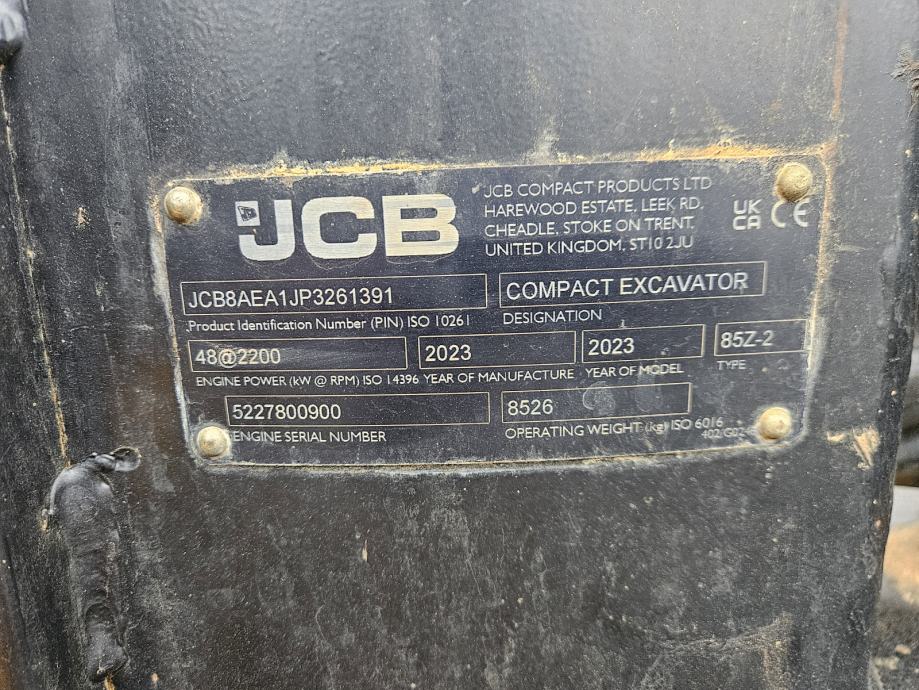 JCB
JCB COMPACT PRODUCTS LTD
HAREWOOD ESTATE, LEEK RD.
CHEADLE, STOKE ON TRENT.
UNITED KINGDOM. ST10 2JU
UK
CA CE
JCB8AEA1JP3261391
COMPACT EXCAVATOR
Product Identification Number (PIN) ISO 10261
DESIGNATION
48@2200
2023
2023
85Z-2
ENGINE POWER (kW @ RPM) ISO 14396
YEAR OF MANUFACTURE
YEAR OF MODEL
TYPE
5227800900
8526
ENGINE SERIAL NUMBER
OPERATING WEIGHT (kg) ISO 6016